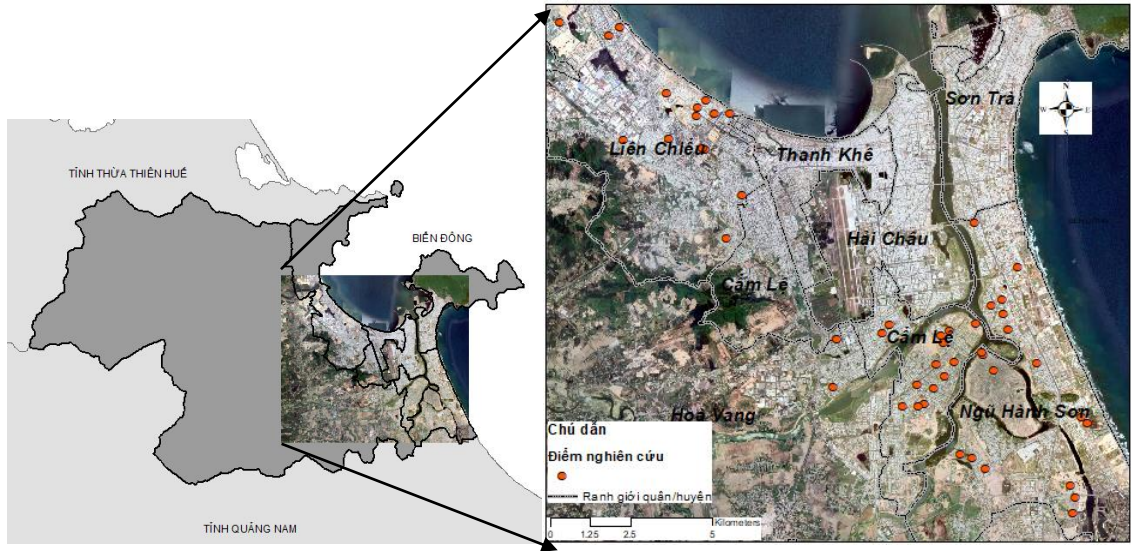 TỈNH THỪA THIÊN HUẾ
BIỂN ĐÔNG
TỈNH QUẢNG NAM
Sơn Trà
N
W E
S
Liên Chiểu
Thanh Khê
Hải Châu
Cẩm Lệ
Cẩm Lệ
Hoà Vang
Ngũ Hành Sơn
Chú dẫn
Điểm nghiên cứu
Ranh giới quận/huyện
Kilometers
0 1.25 2.5 5